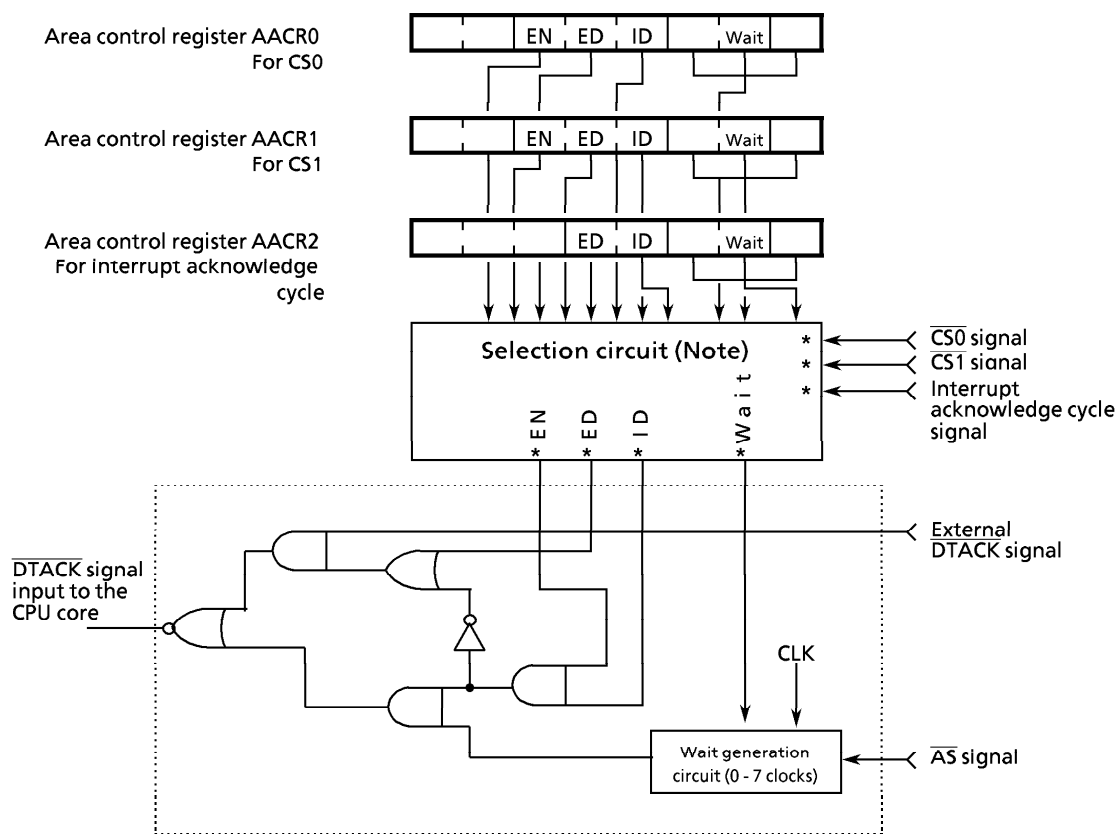 Area control register AACR0
For CS0
EN ED ID Wait
Area control register AACR1
For CS1
EN ED ID Wait
Area control register AACR2
For interrupt acknowledge
cycle
ED ID Wait
Selection circuit (Note)
*
*
*
CS0 signal
CS1 signal
Interrupt
acknowledge cycle
signal
*EN
*ED
*ID
*Wait
External
DTACK signal
DTACK signal
input to the
CPU core
CLK
Wait generation
circuit (0 - 7 clocks)
AS signal